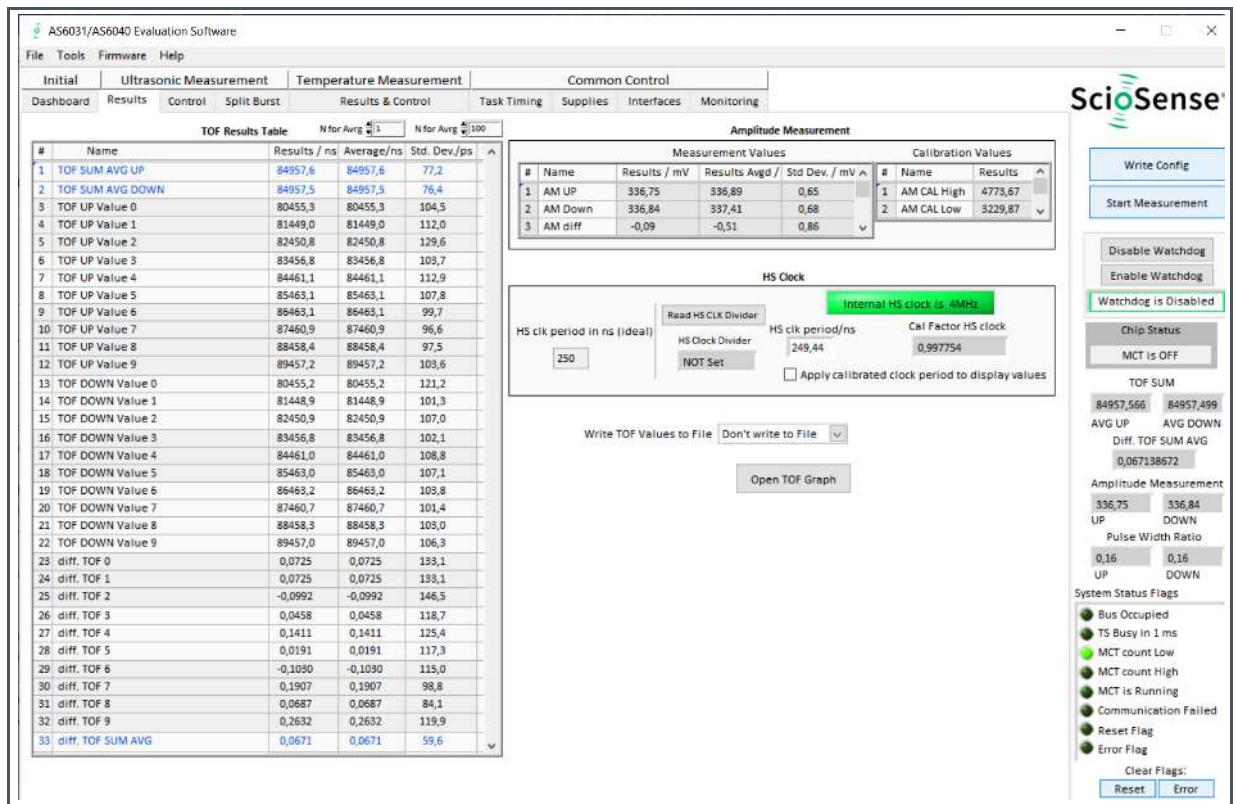 AS6031/AS6040 Evaluation Software
File Tools Firmware Help
Initial Ultrasonic Measurement Temperature Measurement Common Control
Dashboard Results Control Split Burst Results & Control Task Timing Supplies Interfaces Monitoring
ScioSense
TOF Results Table N for Avrg 1 N for Avrg 100
# Name Results / ns Average/ns Std. Dev./ps
1 TOF SUM AVG UP 84957,6 84957,6 77,2
2 TOF SUM AVG DOWN 84957,5 84957,5 76,4
3 TOF UP Value 0 80455,3 80455,3 104,5
4 TOF UP Value 1 81449,0 81449,0 112,0
5 TOF UP Value 2 82450,8 82450,8 129,6
6 TOF UP Value 3 83456,8 83456,8 103,7
7 TOF UP Value 4 84461,1 84461,1 112,9
8 TOF UP Value 5 85463,1 85463,1 107,8
9 TOF UP Value 6 86463,1 86463,1 99,7
10 TOF UP Value 7 87460,9 87460,9 96,6
11 TOF UP Value 8 88458,4 88458,4 97,5
12 TOF UP Value 9 89457,2 89457,2 103,6
13 TOF DOWN Value 0 80455,2 80455,2 121,2
14 TOF DOWN Value 1 81448,9 81448,9 101,3
15 TOF DOWN Value 2 82450,9 82450,9 107,0
16 TOF DOWN Value 3 83456,8 83456,8 102,1
17 TOF DOWN Value 4 84461,0 84461,0 108,8
18 TOF DOWN Value 5 85463,0 85463,0 107,1
19 TOF DOWN Value 6 86463,2 86463,2 103,8
20 TOF DOWN Value 7 87460,7 87460,7 101,4
21 TOF DOWN Value 8 88458,3 88458,3 103,0
22 TOF DOWN Value 9 89457,0 89457,0 106,3
23 diff. TOF 0 0,0725 0,0725 133,1
24 diff. TOF 1 0,0725 0,0725 133,1
25 diff. TOF 2 -0,0992 -0,0992 146,5
26 diff. TOF 3 0,0458 0,0458 118,7
27 diff. TOF 4 0,1411 0,1411 125,4
28 diff. TOF 5 0,0191 0,0191 117,3
29 diff. TOF 6 -0,1030 -0,1030 115,0
30 diff. TOF 7 0,1907 0,1907 98,8
31 diff. TOF 8 0,0687 0,0687 84,1
32 diff. TOF 9 0,2632 0,2632 119,9
33 diff. TOF SUM AVG 0,0671 0,0671 59,6
Amplitude Measurement
Measurement Values
# Name Results / mV Results Avgd / Std Dev. / mV
1 AM UP 336,75 336,89 0,65
2 AM Down 336,84 337,41 0,68
3 AM diff -0,09 -0,51 0,86
Calibration Values
# Name Results
1 AM CAL High 4773,67
2 AM CAL Low 3229,87
HS Clock
Internal HS clock is 4MHz
HS clk period in ns (ideal)
250
Read HS CLK Divider
HS Clock Divider
NOT Set
HS clk period/ns
249,44
Cal Factor HS clock
0,997754
Apply calibrated clock period to display values
Write TOF Values to File Don't write to File
Open TOF Graph
Write Config
Start Measurement
Disable Watchdog
Enable Watchdog
Watchdog is Disabled
Chip Status
MCT is OFF
TOF SUM
84957,566 84957,499
AVG UP AVG DOWN
Diff. TOF SUM AVG
0,067138672
Amplitude Measurement
336,75 336,84
UP DOWN
Pulse Width Ratio
0,16 0,16
UP DOWN
System Status Flags
Bus Occupied
TS Busy in 1 ms
MCT count Low
MCT count High
MCT is Running
Communication Failed
Reset Flag
Error Flag
Clear Flags:
Reset Error